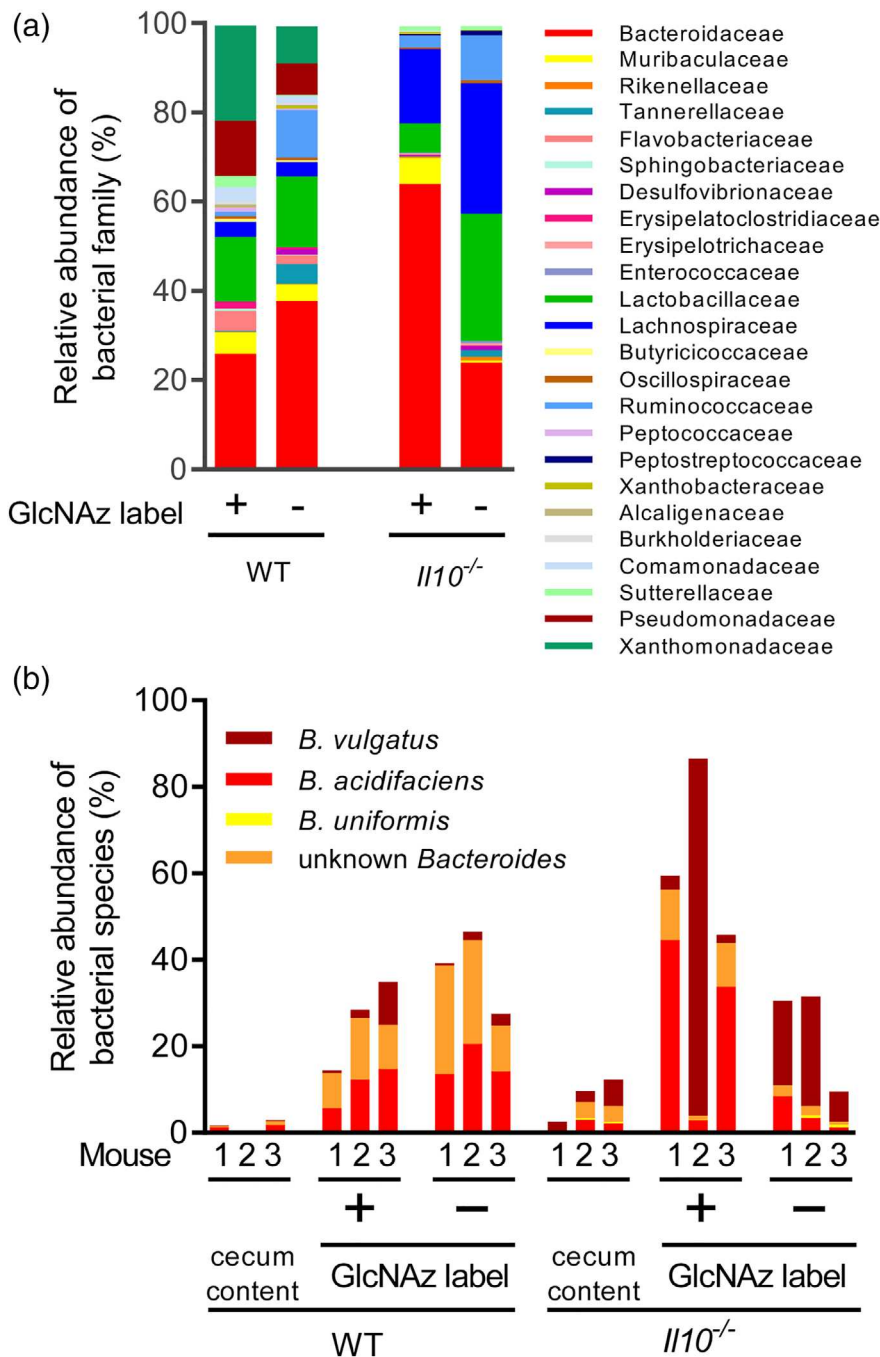 (a)
Relative abundance of
bacterial family (%)
100
80
60
40
20
0
GlcNAz label
+ - + -
WT
Il10-/-
Bacteroidaceae
Muribaculaceae
Rikenellaceae
Tannerellaceae
Flavobacteriaceae
Sphingobacteriaceae
Desulfovibrionaceae
Erysipelatoclostridiaceae
Erysipelotrichaceae
Enterococcaceae
Lactobacillaceae
Lachnospiraceae
Butyricicoccaceae
Oscillospiraceae
Ruminococcaceae
Peptococcaceae
Peptostreptococcaceae
Xanthobacteraceae
Alcaligenaceae
Burkholderiaceae
Comamonadaceae
Sutterellaceae
Pseudomonadaceae
Xanthomonadaceae
(b)
Relative abundance of
bacterial species (%)
100
80
60
40
20
0
B. vulgatus
B. acidifaciens
B. uniformis
unknown Bacteroides
Mouse 1 2 3 1 2 3 1 2 3 1 2 3 1 2 3 1 2 3
+ − + −
cecum
content
GlcNAz label
cecum
content
GlcNAz label
WT
Il10-/-